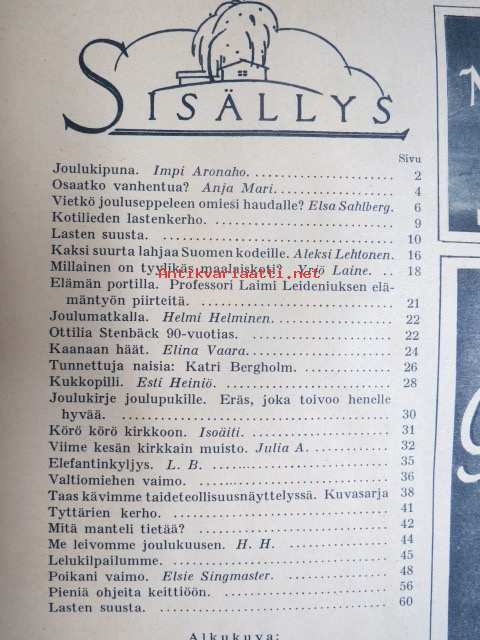 SISÄLLYS
Sivu
Joulukipuna. Impi Aronaho. 2
Osaatko vanhentua? Anja Mari. 4
Vietkö jouluseppeleen omiesi haudalle? Elsa Sahlberg. 6
Kotilieden lastenkerho. 9
Lasten suusta. 10
Kaksi suurta lahjaa Suomen kodeille. Aleksi Lehtonen. 16
Millainen on tyylikäs maalaiskoti? Yrjö Laine. 18
Antikvariaatti.net
Elämän portilla. Professori Laimi Leideniuksen elä-
mäntyön piirteitä. 21
Joulumatkalla. Helmi Helminen. 22
Ottilia Stenbäck 90-vuotias. 22
Kaanaan häät. Elina Vaara. 24
Tunnettuja naisia: Katri Bergholm. 26
Kukkopilli. Esti Heiniö. 28
Joulukirje joulupukille. Eräs, joka toivoo henelle
hyvää. 30
Körö körö kirkkoon. Isoäiti. 31
Viime kesän kirkkain muisto. Julia A. 32
Elefantinkyljys. L. B. 35
Valtiomiehen vaimo. 36
Taas kävimme taideteollisuusnäyttelyssä. Kuvasarja 38
Tyttärien kerho. 41
Mitä manteli tietää? 42
Me leivomme joulukuusen. H. H. 44
Lelukilpailumme. 45
Poikani vaimo. Elsie Singmaster. 48
Pieniä ohjeita keittiöön. 56
Lasten suusta. 60
Alkukuva: